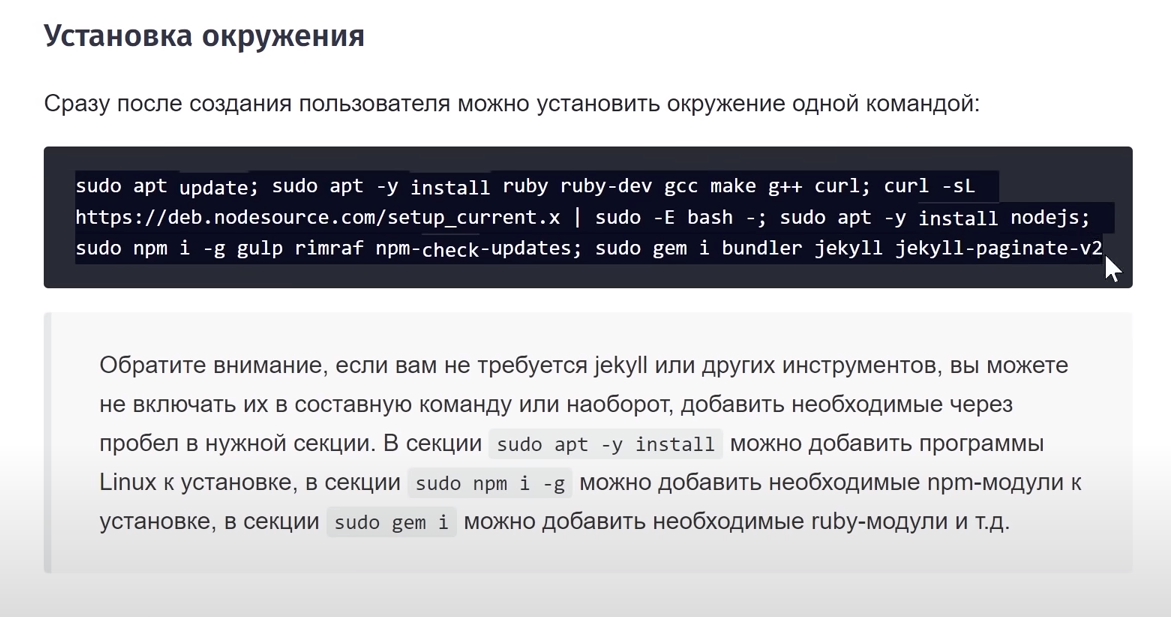 Установка окружения
Сразу после создания пользователя можно установить окружение одной командой:
sudo apt update; sudo apt -y install ruby ruby-dev gcc make g++ curl; curl -sL
https://deb.nodesource.com/setup_current.x | sudo -E bash -; sudo apt -y install nodejs;
sudo npm i -g gulp rimraf npm-check-updates; sudo gem i bundler jekyll jekyll-paginate-v2
Обратите внимание, если вам не требуется jekyll или других инструментов, вы можете
не включать их в составную команду или наоборот, добавить необходимые через
пробел в нужной секции. В секции sudo apt -y install можно добавить программы
Linux к установке, в секции sudo npm i -g можно добавить необходимые npm-модули к
установке, в секции sudo gem i можно добавить необходимые ruby-модули и т.д.